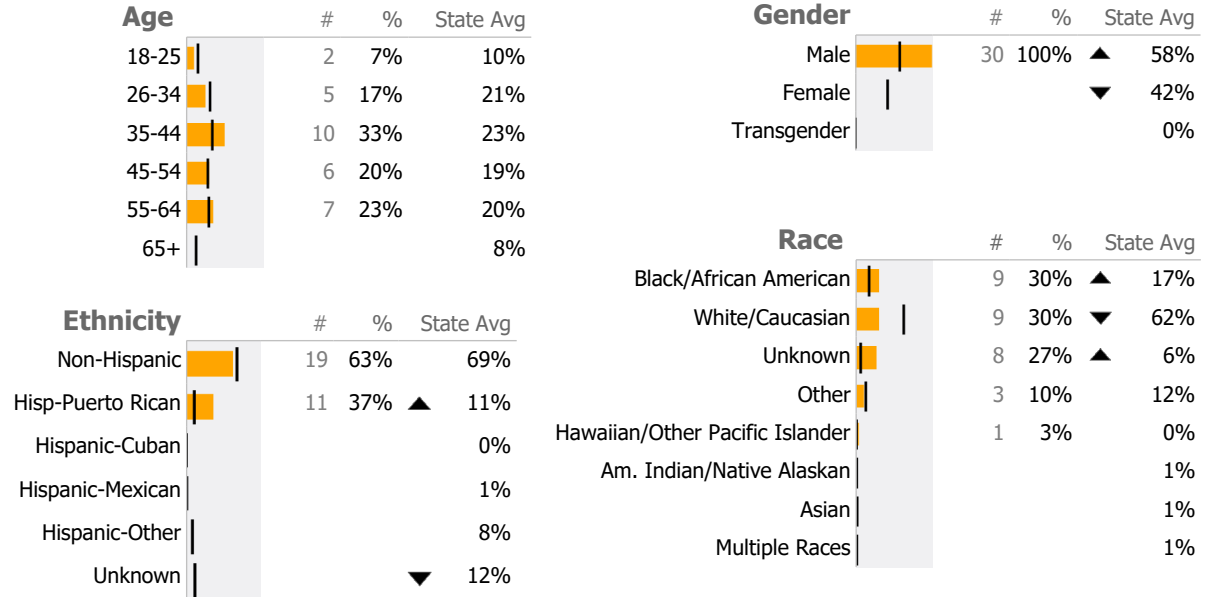 Age # % State Avg
18-25 2 7% 10%
26-34 5 17% 21%
35-44 10 33% 23%
45-54 6 20% 19%
55-64 7 23% 20%
65+ 8%
Ethnicity # % State Avg
Non-Hispanic 19 63% 69%
Hisp-Puerto Rican 11 37% ▲ 11%
Hispanic-Cuban 0%
Hispanic-Mexican 1%
Hispanic-Other 8%
Unknown ▼ 12%
Gender # % State Avg
Male 30 100% ▲ 58%
Female ▼ 42%
Transgender 0%
Race # % State Avg
Black/African American 9 30% ▲ 17%
White/Caucasian 9 30% ▼ 62%
Unknown 8 27% ▲ 6%
Other 3 10% 12%
Hawaiian/Other Pacific Islander 1 3% 0%
Am. Indian/Native Alaskan 1%
Asian 1%
Multiple Races 1%